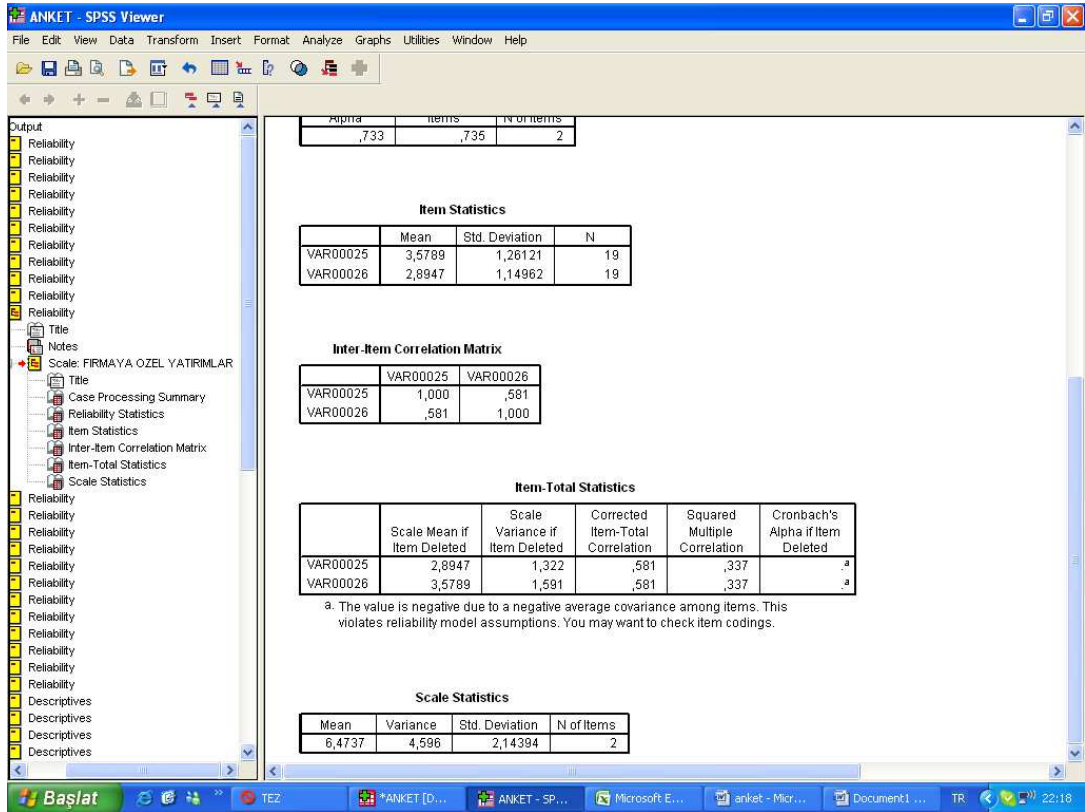 ANKET - SPSS Viewer
File Edit View Data Transform Insert Format Analyze Graphs Utilities Window Help
Output
Reliability
Reliability
Reliability
Reliability
Reliability
Reliability
Reliability
Reliability
Reliability
Reliability
Reliability
Title
Notes
Scale: FIRMAYA OZEL YATIRIMLAR
Title
Case Processing Summary
Reliability Statistics
Item Statistics
Inter-Item Correlation Matrix
Item-Total Statistics
Scale Statistics
Reliability
Reliability
Reliability
Reliability
Reliability
Reliability
Reliability
Reliability
Reliability
Reliability
Reliability
Reliability
Descriptives
Descriptives
Descriptives
Descriptives
Alpha Items N of Items
,733 ,735 2
Item Statistics
Mean Std. Deviation N
VAR00025 3,5789 1,26121 19
VAR00026 2,8947 1,14962 19
Inter-Item Correlation Matrix
VAR00025 VAR00026
VAR00025 1,000 ,581
VAR00026 ,581 1,000
Item-Total Statistics
Scale Mean if Item Deleted Scale Variance if Item Deleted Corrected Item-Total Correlation Squared Multiple Correlation Cronbach's Alpha if Item Deleted
VAR00025 2,8947 1,322 ,581 ,337 .a
VAR00026 3,5789 1,591 ,581 ,337 .a
a. The value is negative due to a negative average covariance among items. This
violates reliability model assumptions. You may want to check item codings.
Scale Statistics
Mean Variance Std. Deviation N of Items
6,4737 4,596 2,14394 2
Başlat TEZ *ANKET [D... ANKET - SP... Microsoft E... anket - Micr... Document1 ... TR 22:18